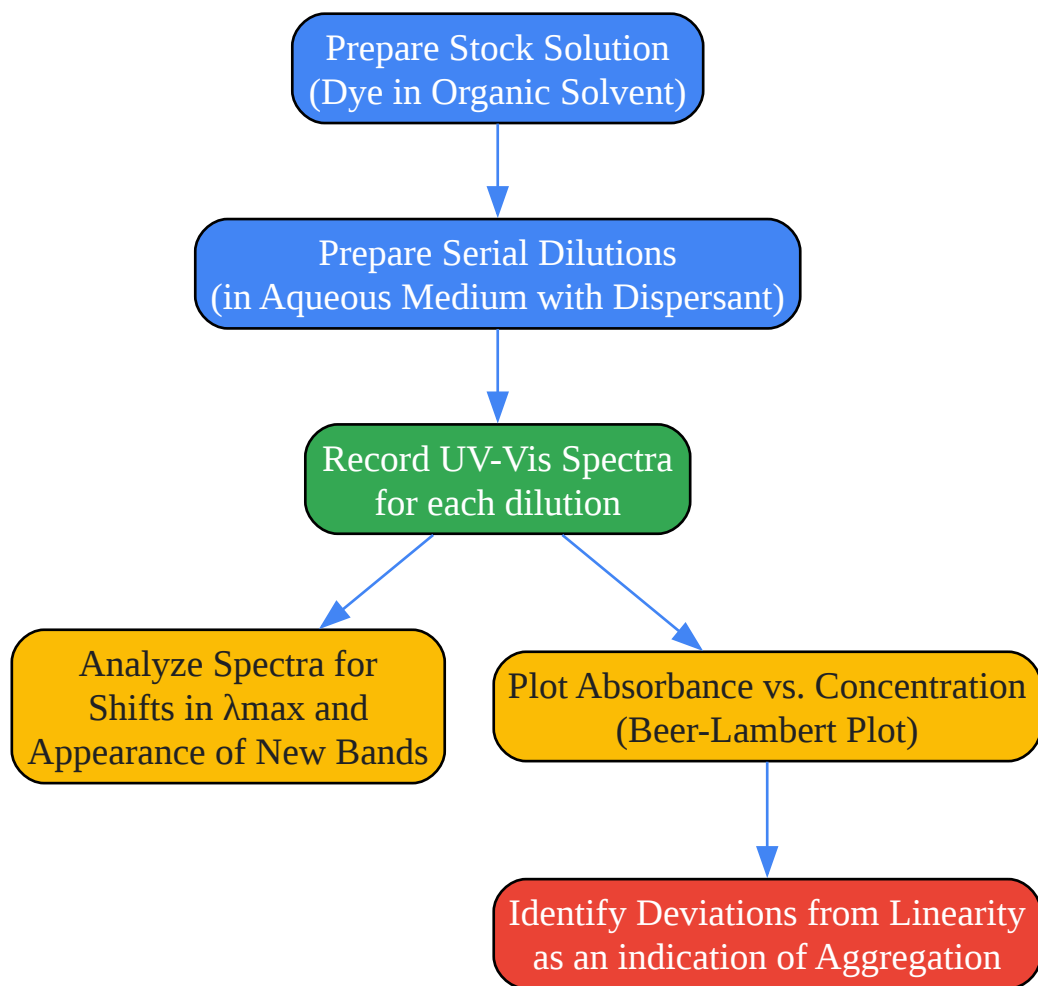 Prepare Stock Solution
(Dye in Organic Solvent)
Prepare Serial Dilutions
(in Aqueous Medium with Dispersant)
Record UV-Vis Spectra
for each dilution
Analyze Spectra for
Shifts in λmax and
Appearance of New Bands
Plot Absorbance vs. Concentration
(Beer-Lambert Plot)
Identify Deviations from Linearity
as an indication of Aggregation